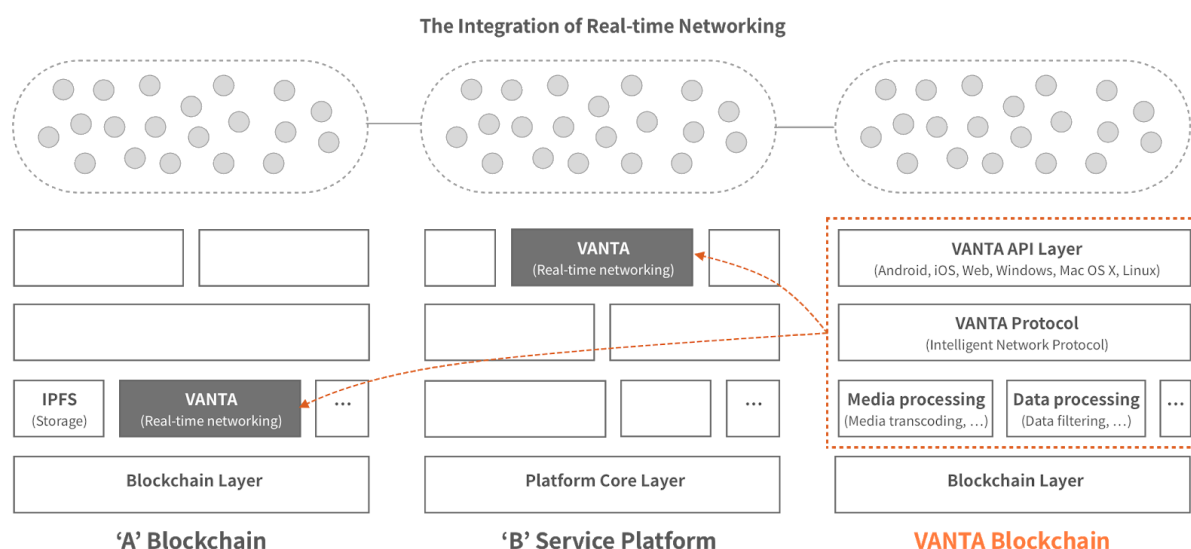 The Integration of Real-time Networking
VANTA
(Real-time networking)
VANTA API Layer
(Android, iOS, Web, Windows, Mac OS X, Linux)
VANTA Protocol
(Intelligent Network Protocol)
IPFS
(Storage)
VANTA
(Real-time networking)
...
...
Media processing
(Media transcoding, ...)
Data processing
(Data filtering, ...)
...
Blockchain Layer
Platform Core Layer
Blockchain Layer
‘A’ Blockchain
‘B’ Service Platform
VANTA Blockchain